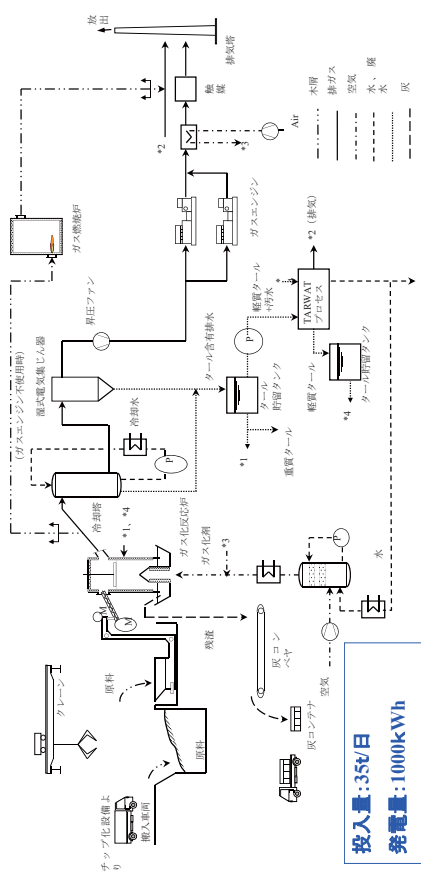 放出
排気塔
触媒
*2
*3
Air
木屑
排ガス
空気
水、廃水
灰
ガス燃焼炉
ガスエンジン
(ガスエンジン不使用時)
昇圧ファン
湿式電気集じん器
冷却水
冷却塔
P
タール含有排水
タール
貯留タンク
*1
重質タール
P
軽質タール
+汚水
*
TARWAT
プロセス
*2(排気)
軽質タール
タール貯留タンク
*4
*1、*4
ガス化反応炉
ガス化剤
*3
M
M
残渣
P
水
空気
灰コン
ベヤ
灰コンテナ
クレーン
原料
原料
チップ化設備よ
り
搬入車両
投入量:35t/日
発電量:1000kWh